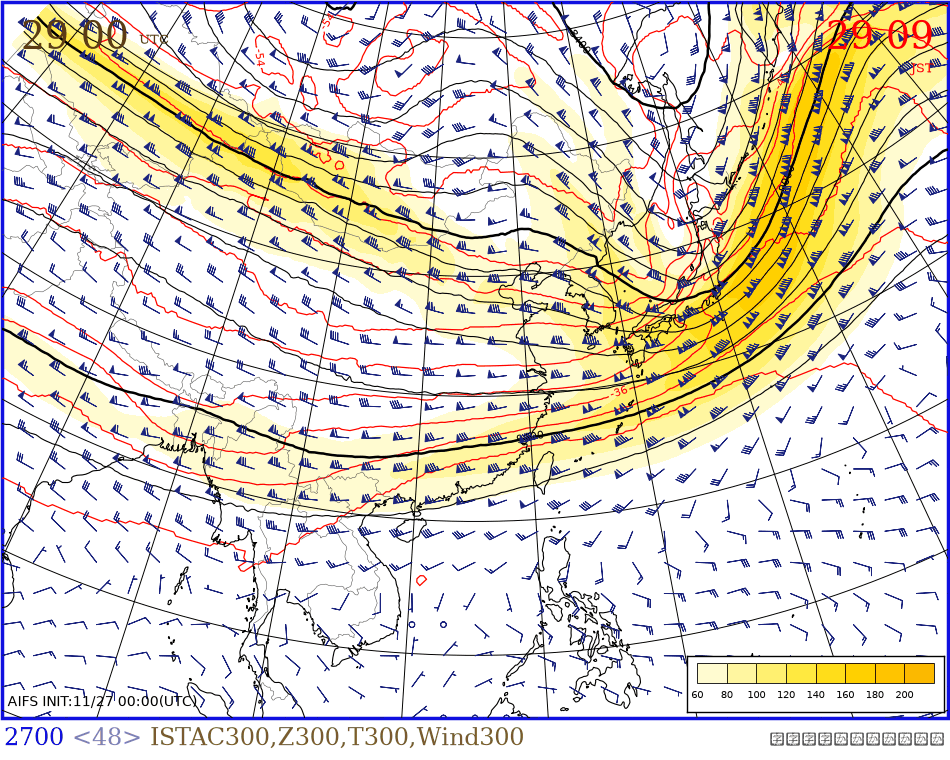 29 00 UTC
29 09
JST
-54
-36
AIFS INIT:11/27 00:00(UTC)
60 80 100 120 140 160 180 200
2700 <48> ISTAC300,Z300,T300,Wind300